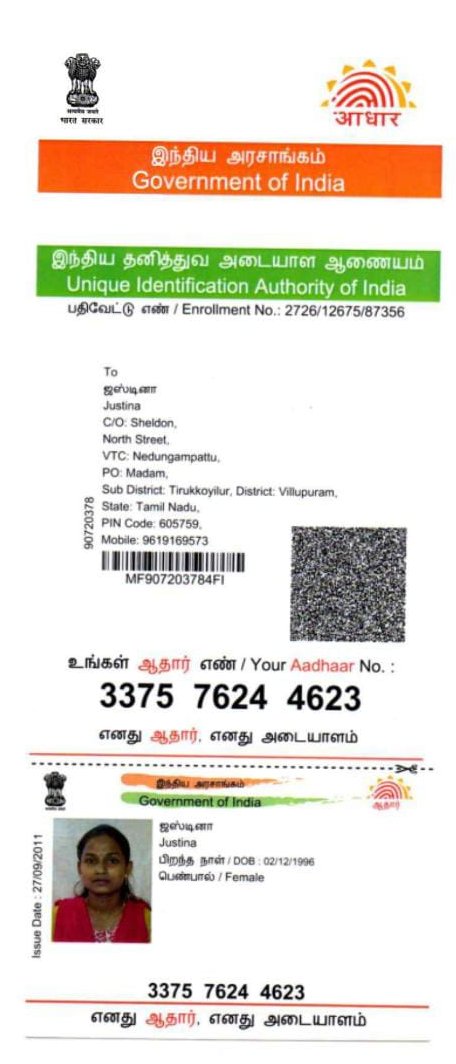 सत्यमेव जयते
भारत सरकार
आधार
இந்திய அரசாங்கம்
Government of India
இந்திய தனித்துவ அடையாள ஆணையம்
Unique Identification Authority of India
பதிவேட்டு எண் / Enrollment No.: 2726/12675/87356
To
ஜஸ்டினா
Justina
C/O: Sheldon,
North Street,
VTC: Nedungampattu,
PO: Madam,
Sub District: Tirukkoyilur, District: Villupuram,
State: Tamil Nadu,
PIN Code: 605759,
Mobile: 9619169573
90720378
MF907203784FI
உங்கள் ஆதார் எண் / Your Aadhaar No. :
3375 7624 4623
எனது ஆதார், எனது அடையாளம்
இந்திய அரசாங்கம்
Government of India
ஆதார்
ஜஸ்டினா
Justina
பிறந்த நாள் / DOB : 02/12/1996
பெண்பால் / Female
Issue Date : 27/09/2011
3375 7624 4623
எனது ஆதார், எனது அடையாளம்